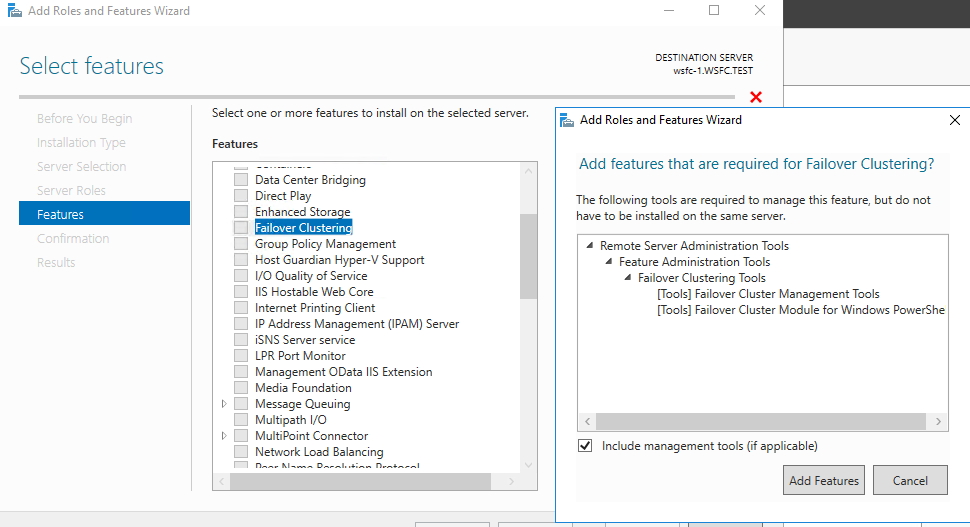 Add Roles and Features Wizard
Select features
DESTINATION SERVER
wsfc-1.WSFC.TEST
Before You Begin
Installation Type
Server Selection
Server Roles
Features
Confirmation
Results
Select one or more features to install on the selected server.
Features
Data Center Bridging
Direct Play
Enhanced Storage
Failover Clustering
Group Policy Management
Host Guardian Hyper-V Support
I/O Quality of Service
IIS Hostable Web Core
Internet Printing Client
IP Address Management (IPAM) Server
iSNS Server service
LPR Port Monitor
Management OData IIS Extension
Media Foundation
Message Queuing
Multipath I/O
MultiPoint Connector
Network Load Balancing
Peer Name Resolution Protocol
Add Roles and Features Wizard
Add features that are required for Failover Clustering?
The following tools are required to manage this feature, but do not
have to be installed on the same server.
Remote Server Administration Tools
Feature Administration Tools
Failover Clustering Tools
[Tools] Failover Cluster Management Tools
[Tools] Failover Cluster Module for Windows PowerShe
Include management tools (if applicable)
Add Features
Cancel